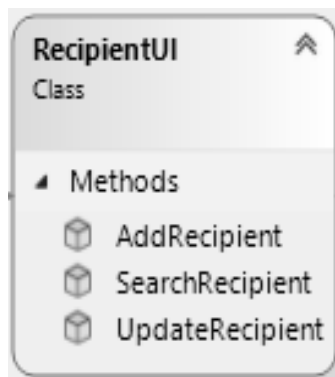 RecipientUI
Class
Methods
AddRecipient
SearchRecipient
UpdateRecipient